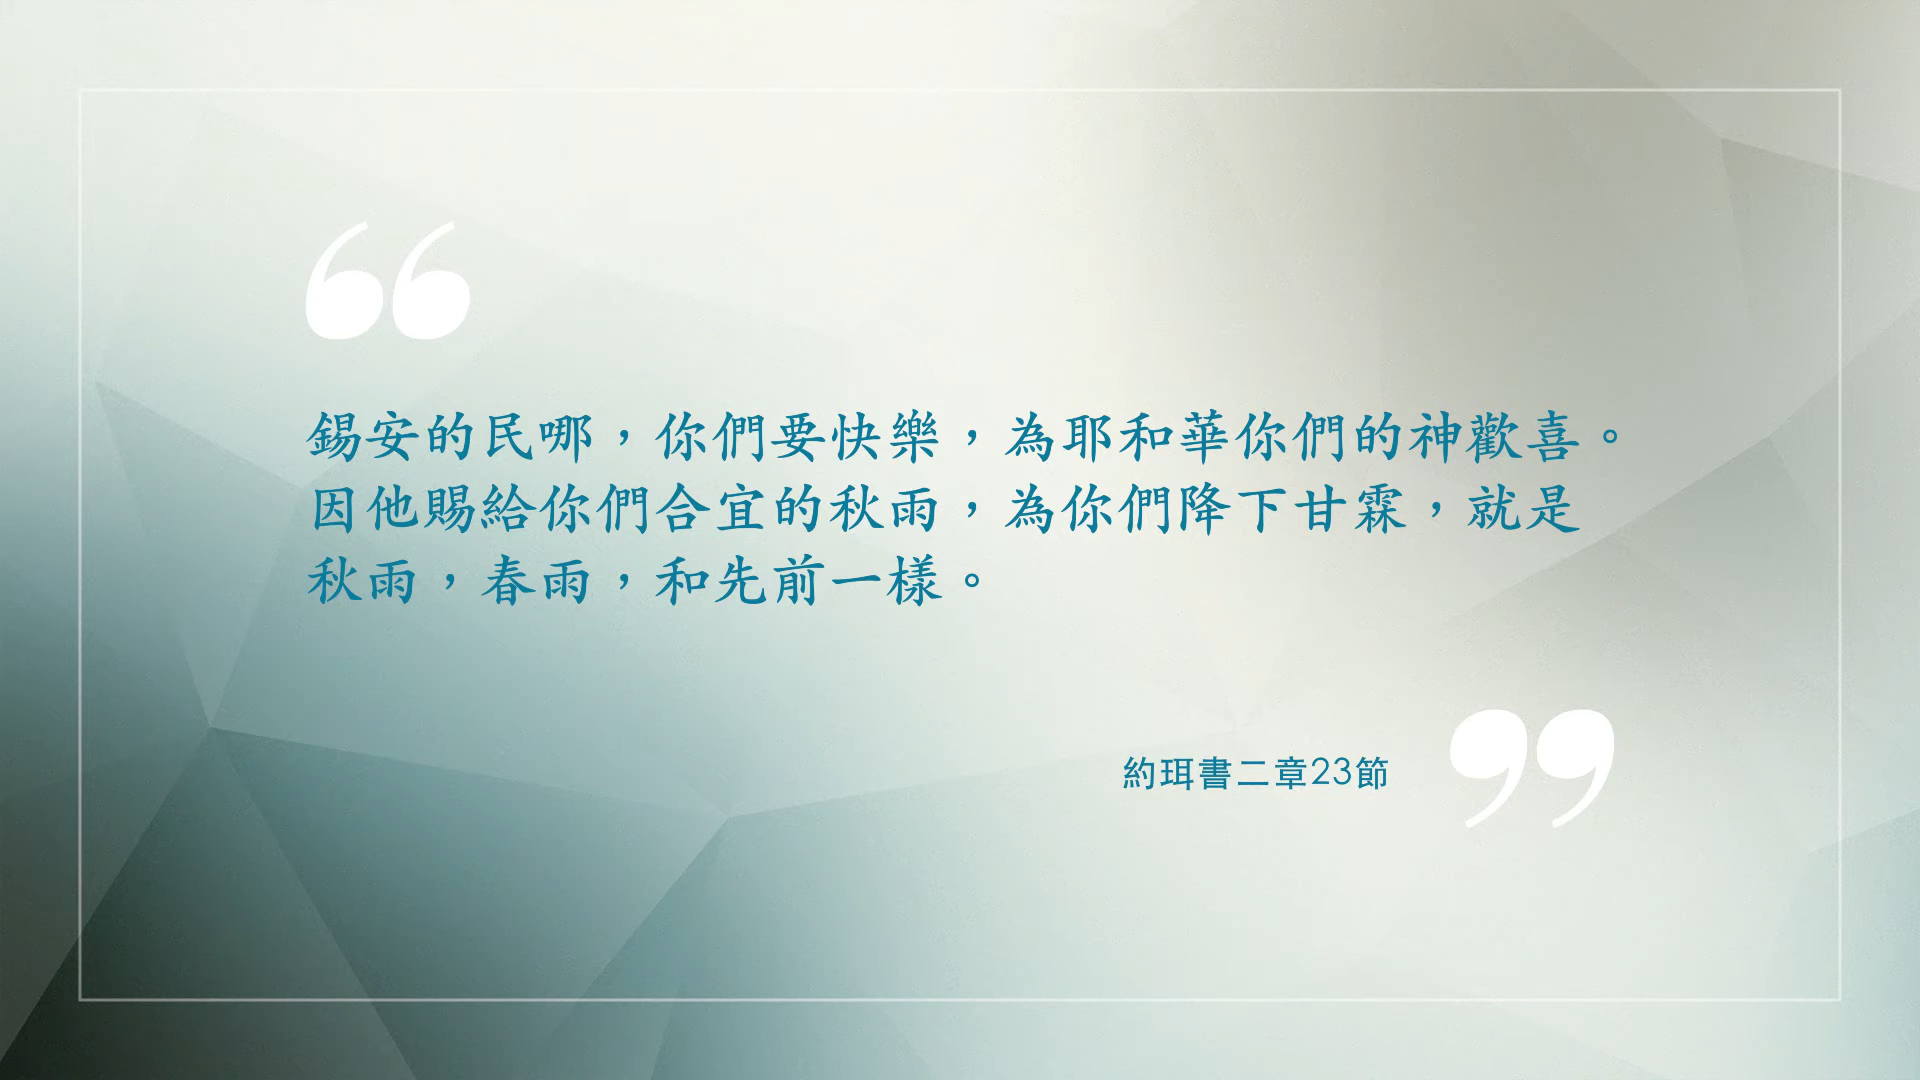 錫安的民哪，你們要快樂，為耶和華你們的神歡喜。
因他賜給你們合宜的秋雨，為你們降下甘霖，就是
秋雨，春雨，和先前一樣。
約珥書二章23節